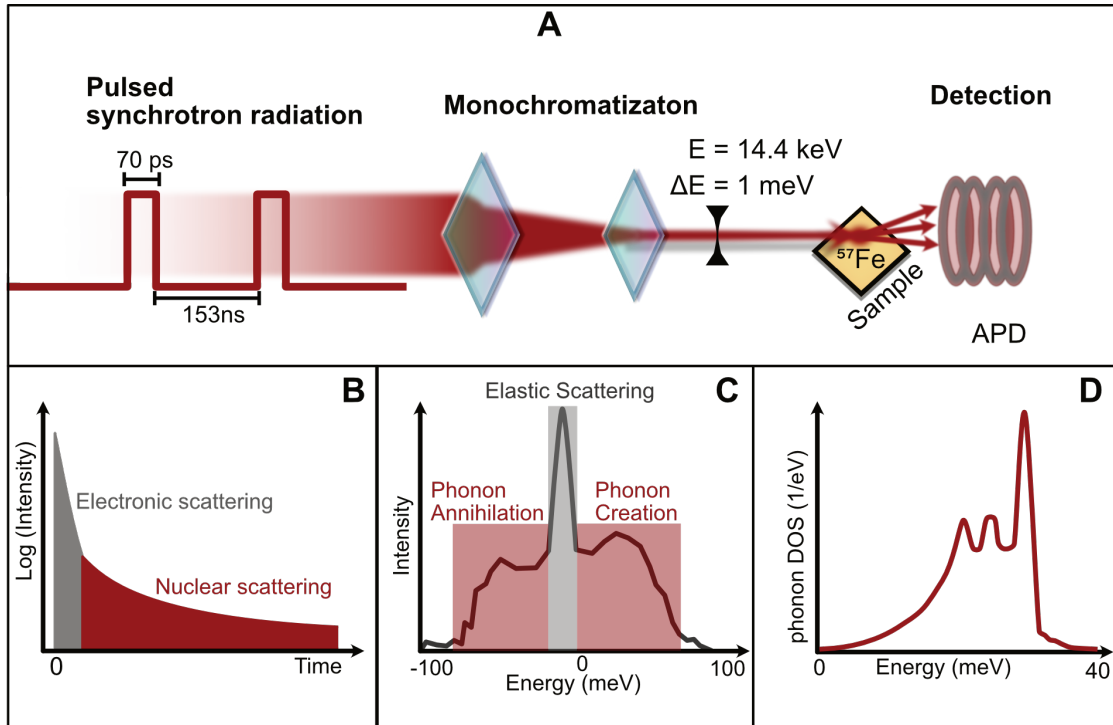 A
Pulsed
synchrotron radiation
Monochromatizaton
Detection
70 ps
E = 14.4 keV
ΔE = 1 meV
153ns
⁵⁷Fe
Sample
APD
B
Log (Intensity)
Electronic scattering
Nuclear scattering
0
Time
C
Elastic Scattering
Phonon
Annihilation
Phonon
Creation
Intensity
-100
0
100
Energy (meV)
D
phonon DOS (1/eV)
0
Energy (meV)
40